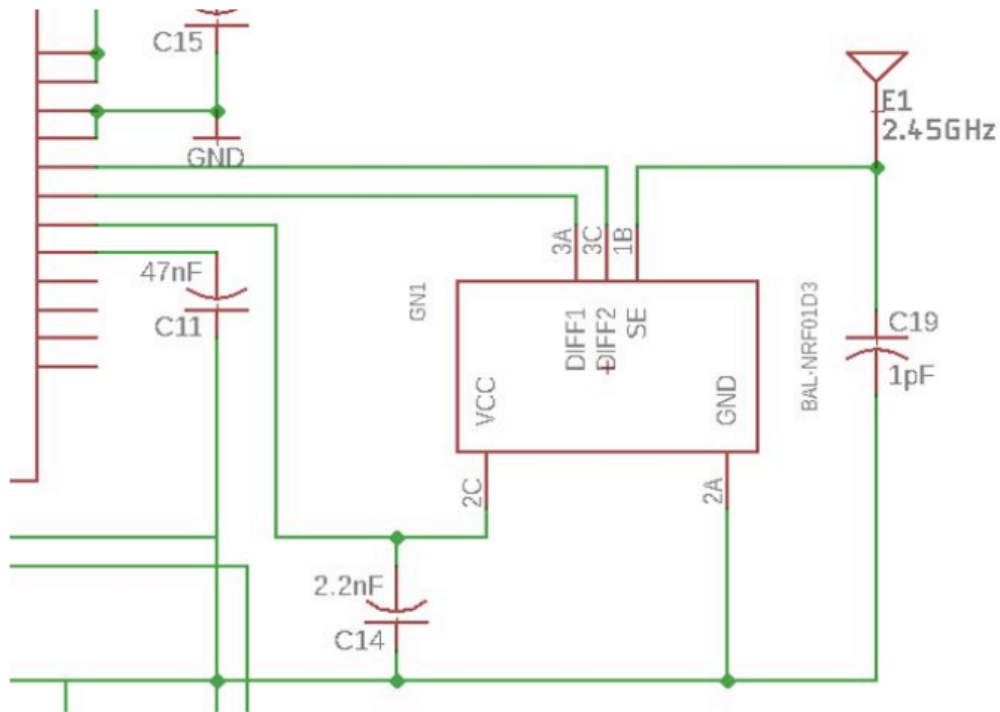 C15
GND
E1
2.45GHz
47nF
C11
GN1
3A
3C
1B
DIFF1
DIFF2
SE
VCC
GND
BAL-NRF01D3
C19
1pF
2C
2A
2.2nF
C14